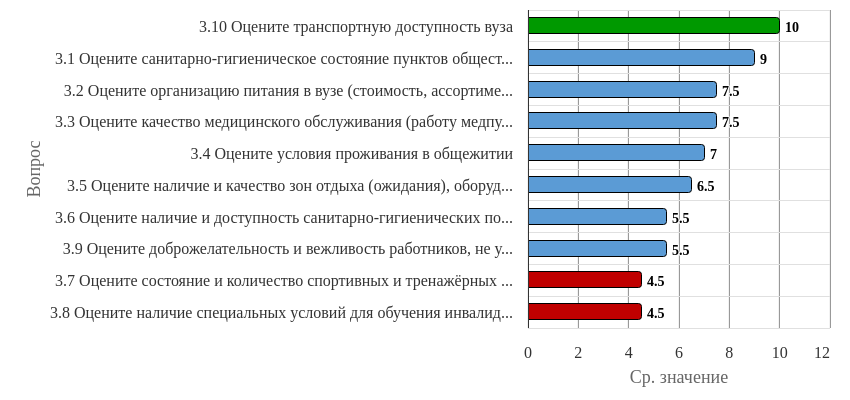 3.10 Оцените транспортную доступность вуза
10
3.1 Оцените санитарно-гигиеническое состояние пунктов общест...
9
3.2 Оцените организацию питания в вузе (стоимость, ассортиме...
7.5
3.3 Оцените качество медицинского обслуживания (работу медпу...
7.5
3.4 Оцените условия проживания в общежитии
7
3.5 Оцените наличие и качество зон отдыха (ожидания), оборуд...
6.5
3.6 Оцените наличие и доступность санитарно-гигиенических по...
5.5
3.9 Оцените доброжелательность и вежливость работников, не у...
5.5
3.7 Оцените состояние и количество спортивных и тренажёрных ...
4.5
3.8 Оцените наличие специальных условий для обучения инвалид...
4.5
Вопрос
0 2 4 6 8 10 12
Ср. значение